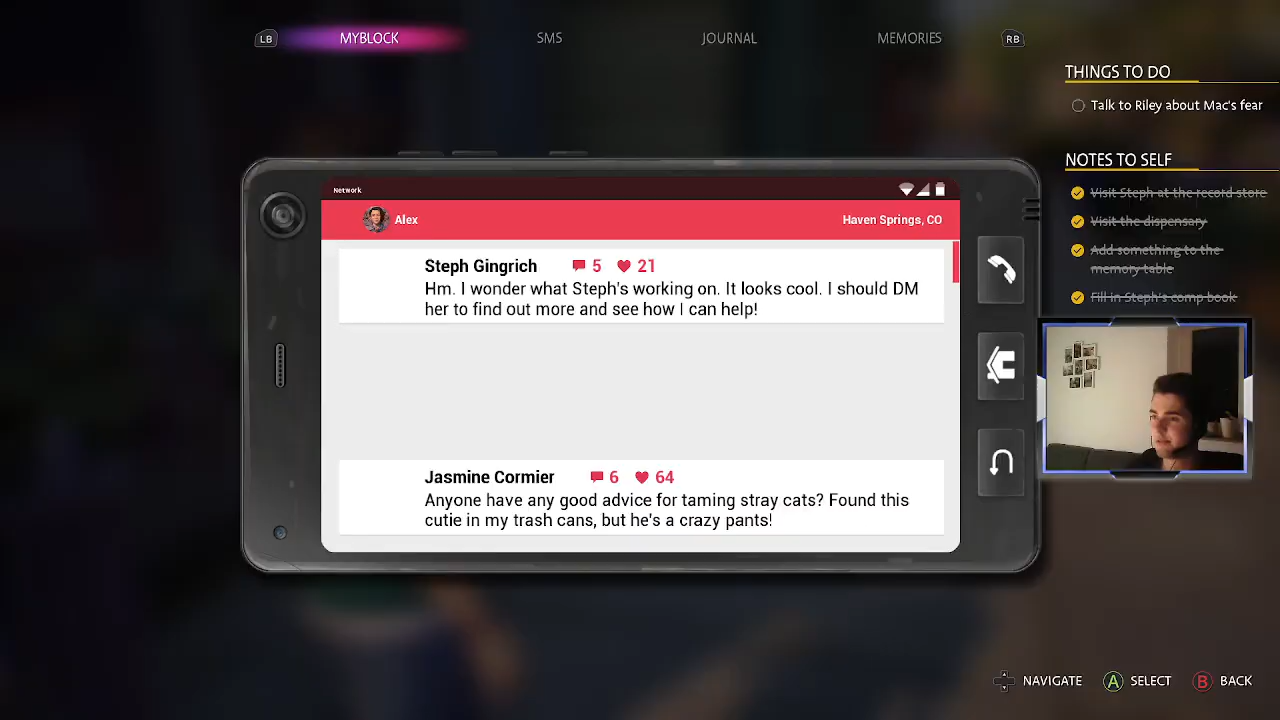 LB
MYBLOCK
SMS
JOURNAL
MEMORIES
RB
THINGS TO DO
Talk to Riley about Mac's fear
NOTES TO SELF
Visit Steph at the record store
Visit the dispensary
Add something to the
memory table
Fill in Steph's comp book
Network
Alex
Haven Springs, CO
Steph Gingrich 5 21
Hm. I wonder what Steph's working on. It looks cool. I should DM
her to find out more and see how I can help!
Jasmine Cormier 6 64
Anyone have any good advice for taming stray cats? Found this
cutie in my trash cans, but he's a crazy pants!
NAVIGATE
A SELECT
B BACK